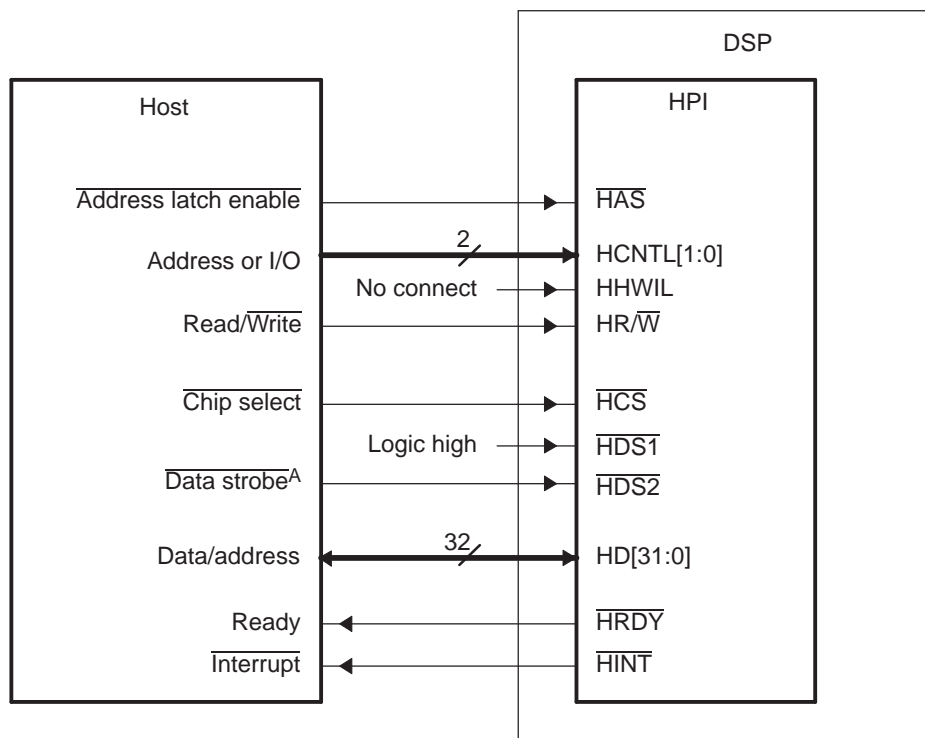 DSP
Host
HPI
Address latch enable
HAS
Address or I/O
2
HCNTL[1:0]
No connect
HHWIL
Read/Write
HR/W
Chip select
HCS
Logic high
HDS1
Data strobeA
HDS2
Data/address
32
HD[31:0]
Ready
HRDY
Interrupt
HINT